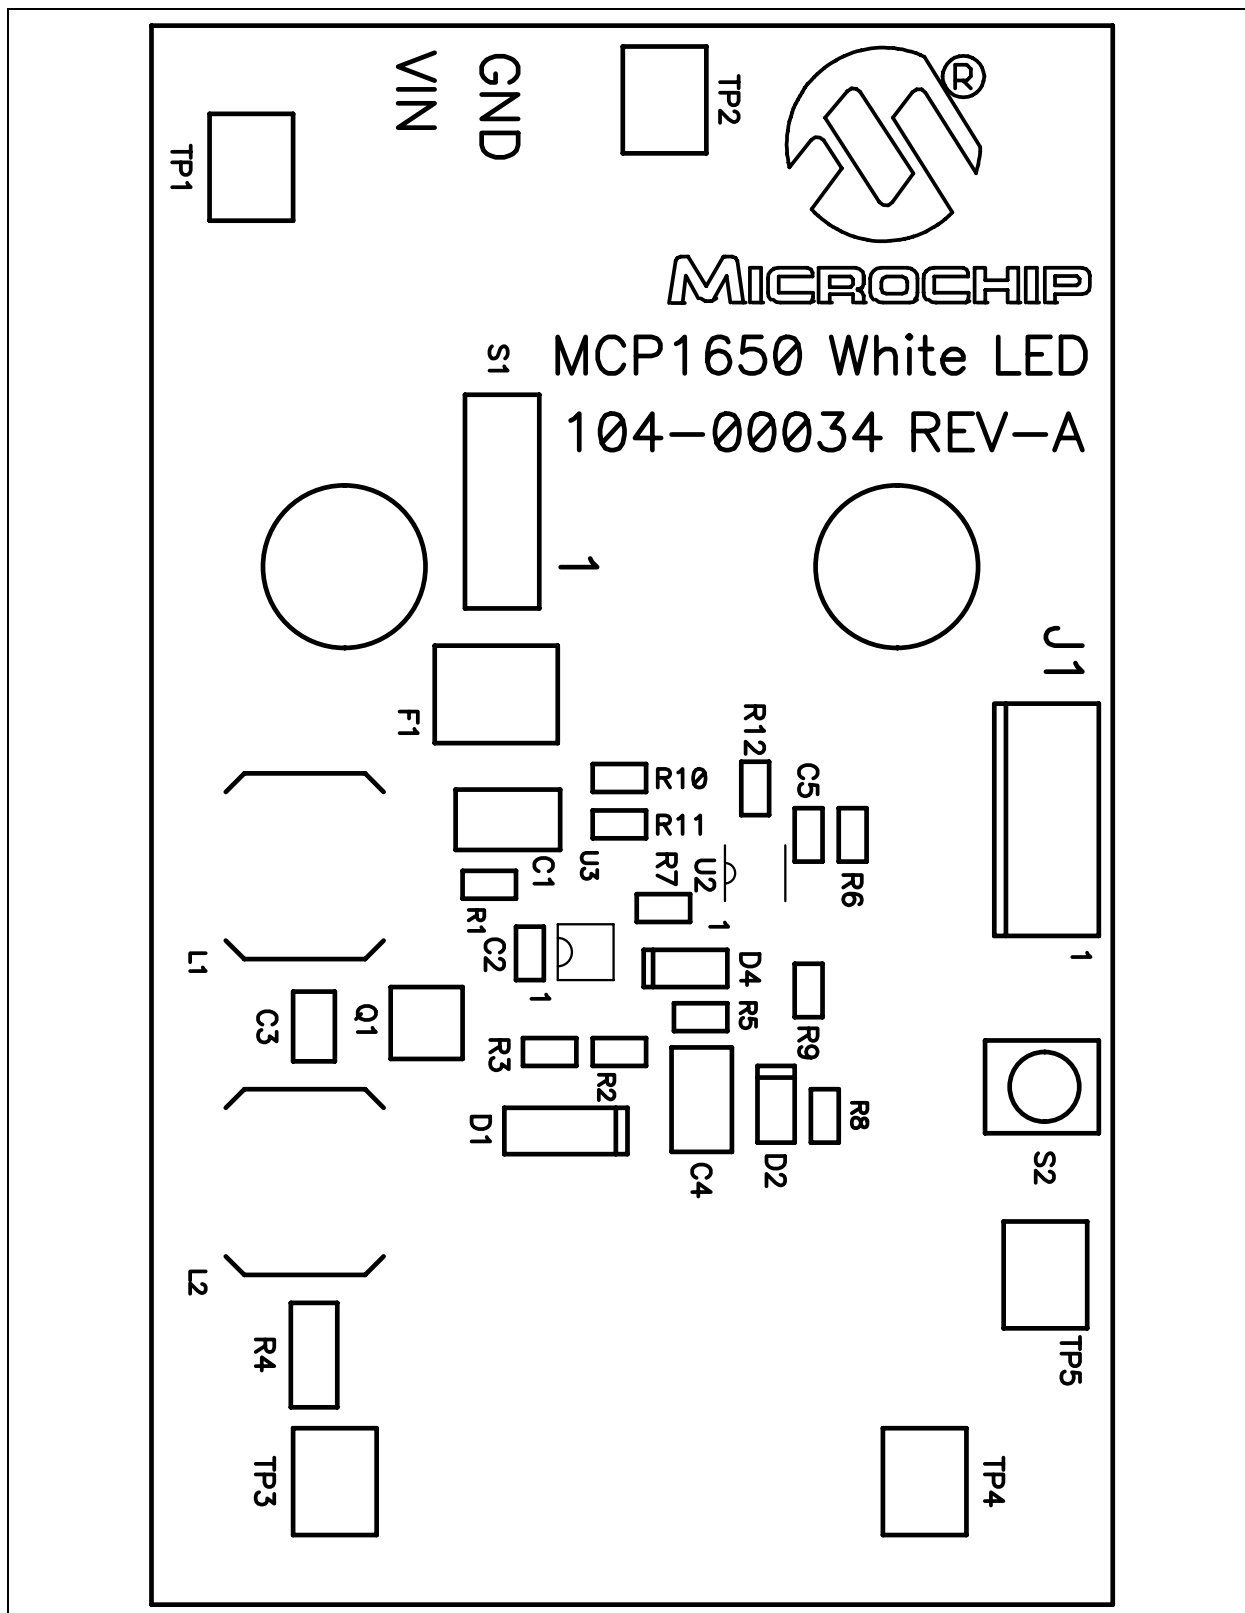 VIN
GND
TP2
®
TP1
MICROCHIP
MCP1650 White LED
S1
104-00034 REV-A
1
J1
F1
R12
R10
C5
R11
C1
U3
R7
U2
R6
R1
C2
1
L1
D4
1
1
C3
Q1
R5
R3
R9
R2
D1
R8
C4
D2
S2
L2
R4
TP5
TP3
TP4